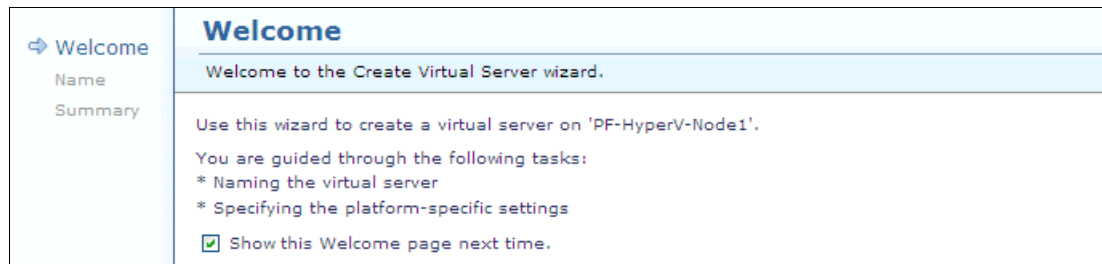 Welcome
Name
Summary
Welcome
Welcome to the Create Virtual Server wizard.
Use this wizard to create a virtual server on 'PF-HyperV-Node1'.
You are guided through the following tasks:
* Naming the virtual server
* Specifying the platform-specific settings
Show this Welcome page next time.